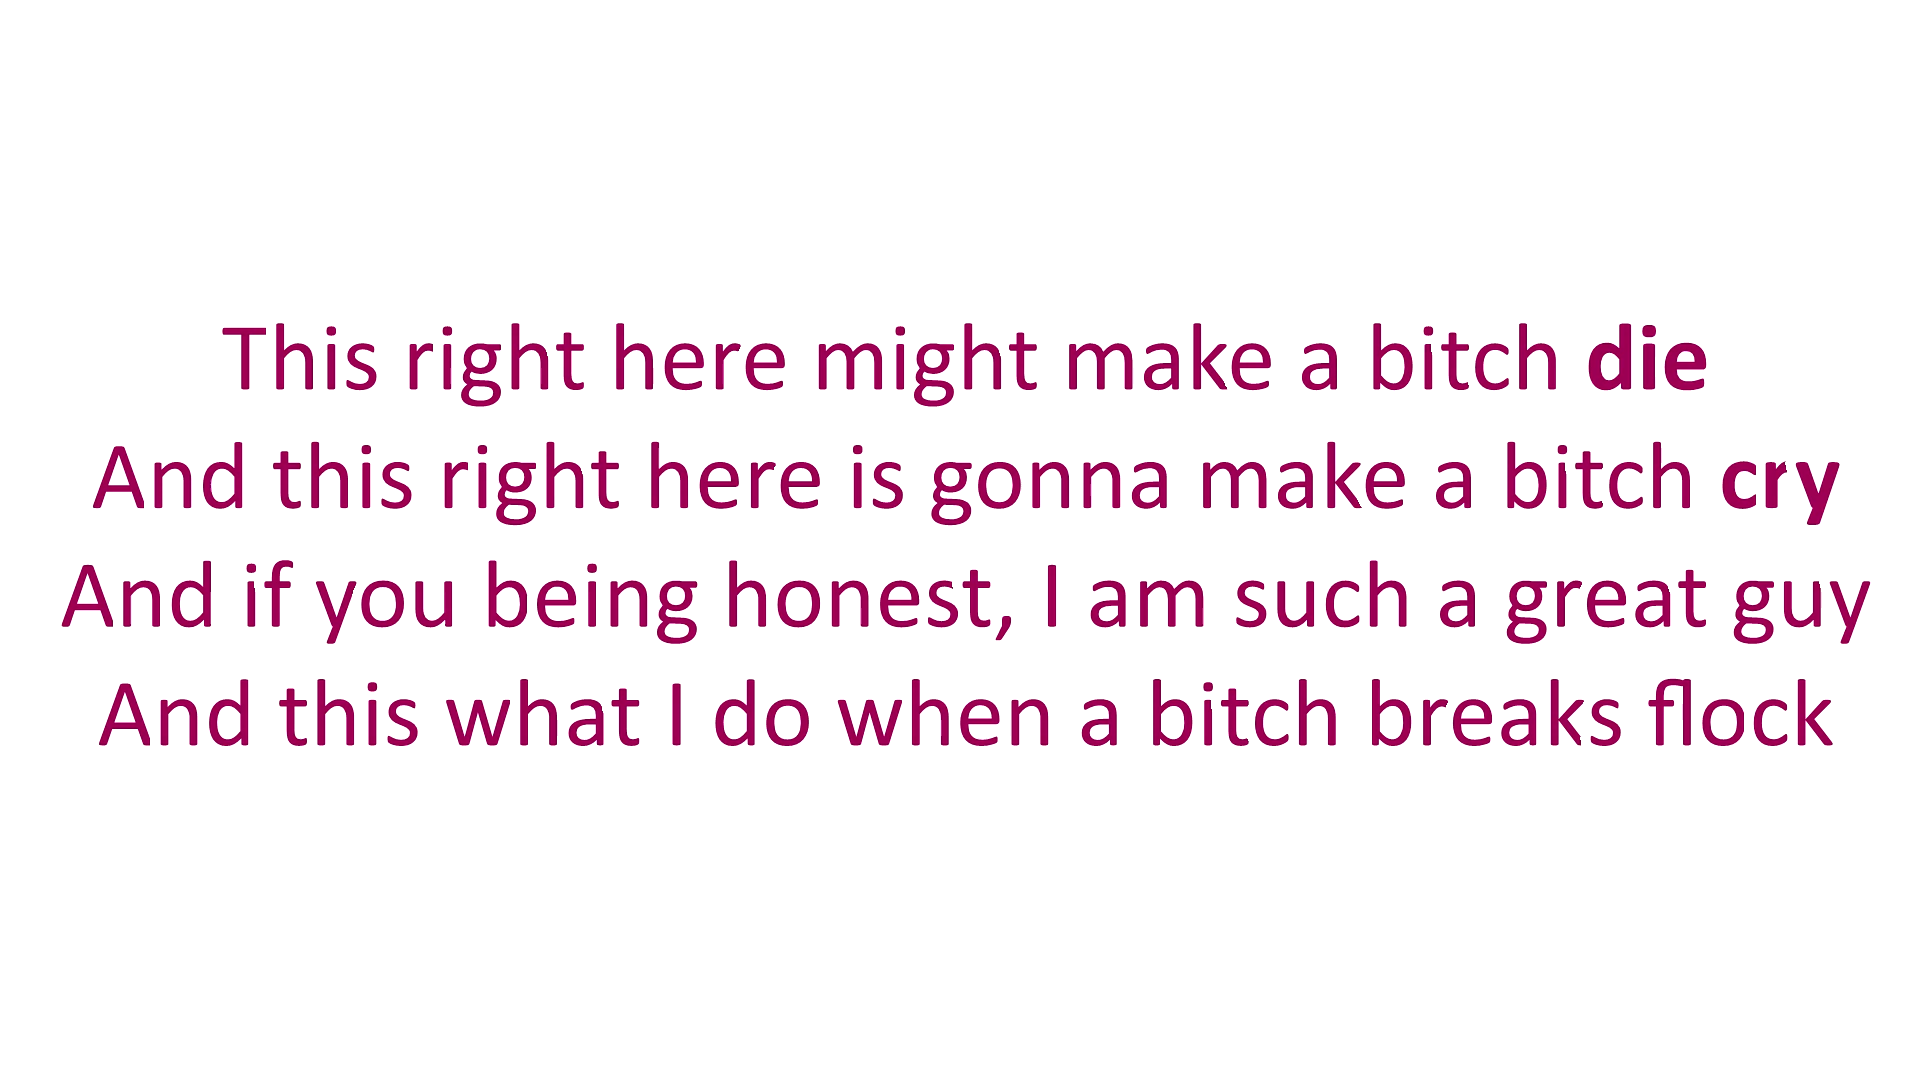 This right here might make a bitch die
And this right here is gonna make a bitch cry
And if you being honest, I am such a great guy
And this what I do when a bitch breaks flock